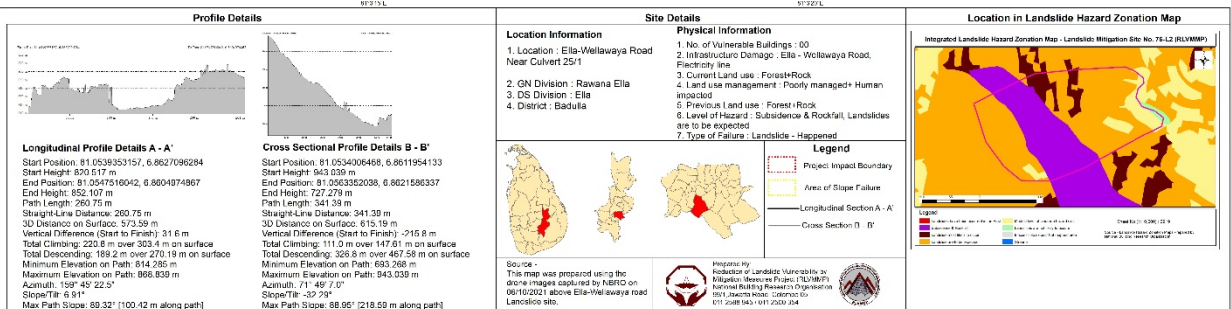 81°3'15"E
81°3'20"E
Profile Details
Longitudinal Profile Details A - A'
Start Position: 81.0539353157, 6.8627096284
Start Height: 820.517 m
End Position: 81.0547516042, 6.8604974867
End Height: 852.107 m
Path Length: 260.75 m
Straight-Line Distance: 260.75 m
3D Distance on Surface: 573.59 m
Vertical Difference (Start to Finish): 31.6 m
Total Climbing: 220.8 m over 303.4 m on surface
Total Descending: 189.2 m over 270.19 m on surface
Minimum Elevation on Path: 814.285 m
Maximum Elevation on Path: 868.839 m
Azimuth: 159° 45' 22.5"
Slope/Tilt: 6.91°
Max Path Slope: 89.32° [100.42 m along path]
Cross Sectional Profile Details B - B'
Start Position: 81.0534006468, 6.8611954133
Start Height: 943.039 m
End Position: 81.0563352038, 6.8621586337
End Height: 727.279 m
Path Length: 341.39 m
Straight-Line Distance: 341.39 m
3D Distance on Surface: 615.19 m
Vertical Difference (Start to Finish): -215.8 m
Total Climbing: 111.0 m over 147.61 m on surface
Total Descending: 326.8 m over 467.58 m on surface
Minimum Elevation on Path: 693.268 m
Maximum Elevation on Path: 943.039 m
Azimuth: 71° 49' 7.0"
Slope/Tilt: -32.29°
Max Path Slope: 88.95° [218.59 m along path]
Site Details
Location Information
1. Location : Ella-Wellawaya Road
Near Culvert 25/1
2. GN Division : Rawana Ella
3. DS Division : Ella
4. District : Badulla
Physical Information
1. No. of Vulnerable Buildings : 00
2. Infrastructure Damage : Ella - Wellawaya Road,
Electricity line
3. Current Land use : Forest+Rock
4. Land use management : Poorly managed+ Human
impacted
5. Previous Land use : Forest+Rock
6. Level of Hazard : Subsidence & Rockfall, Landslides
are to be expected
7. Type of Failure : Landslide - Happened
Legend
Project Impact Boundary
Area of Slope Failure
Longitudinal Section A - A'
Cross Section B - B'
Source -
This map was prepared using the
drone images captured by NBRO on
06/10/2021 above Ella-Wellawaya road
Landslide site.
Prepared By
Reduction of Landslide Vulnerability by
Mitigation Measures Project (RLVMMP)
National Building Research Organisation
99/1, Jawatta Road, Colombo 05
Location in Landslide Hazard Zonation Map
Integrated Landslide Hazard Zonation Map - Landslide Mitigation Site No. 76-L2 (RLVMMP)
Legend